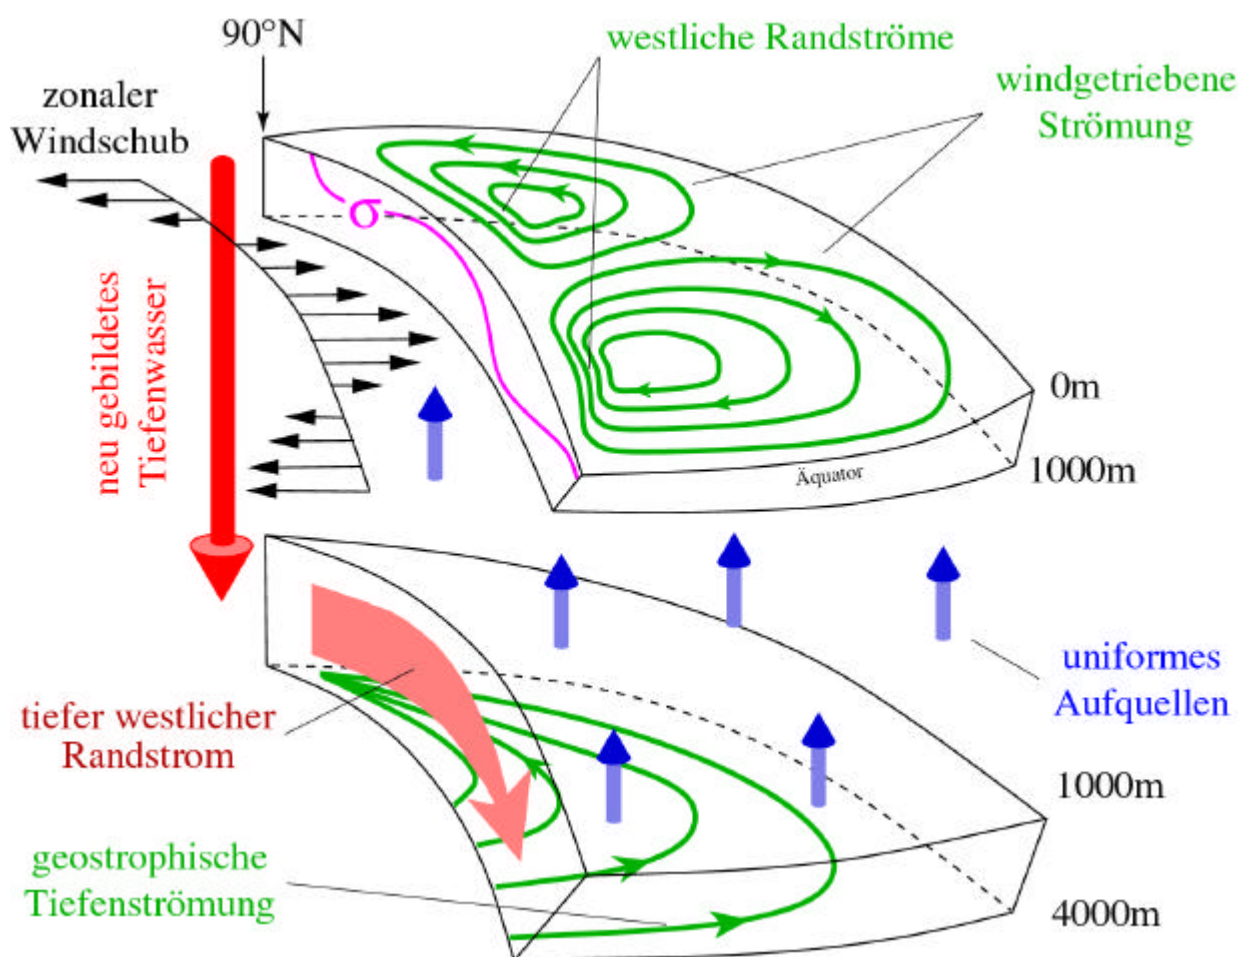 90°N
westliche Randströme
windgetriebene
Strömung
zonaler
Windschub
σ
neu gebildetes
Tiefenwasser
0m
1000m
Äquator
uniformes
Aufquellen
tiefer westlicher
Randstrom
1000m
geostrophische
Tiefenströmung
4000m